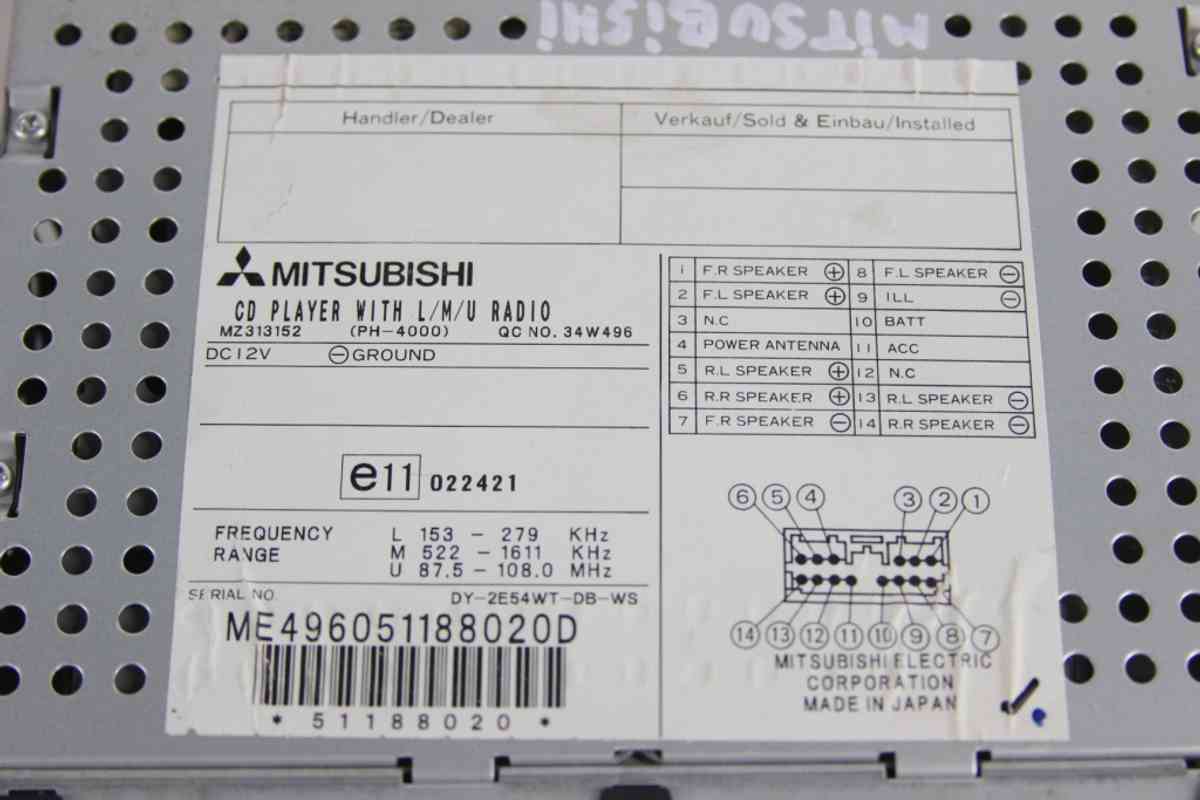 MITSUBISHI
Handler/Dealer
Verkauf/Sold & Einbau/Installed
MITSUBISHI
CD PLAYER WITH L/M/U RADIO
MZ313152 (PH-4000) QC NO. 34W496
DC12V ⊖GROUND
e11 022421
FREQUENCY RANGE
L 153 - 279 KHz
M 522 - 1611 KHz
U 87.5 - 108.0 MHz
SERIAL NO. DY-2E54WT-DB-WS
ME496051188020D
* 51188020 *
1 F.R SPEAKER ⊕ 8 F.L SPEAKER ⊖
2 F.L SPEAKER ⊕ 9 ILL ⊖
3 N.C 10 BATT
4 POWER ANTENNA 11 ACC
5 R.L SPEAKER ⊕ 12 N.C
6 R.R SPEAKER ⊕ 13 R.L SPEAKER ⊖
7 F.R SPEAKER ⊖ 14 R.R SPEAKER ⊖
⑥ ⑤ ④ ③ ② ①
⑭ ⑬ ⑫ ⑪ ⑩ ⑨ ⑧ ⑦
MITSUBISHI ELECTRIC
CORPORATION
MADE IN JAPAN